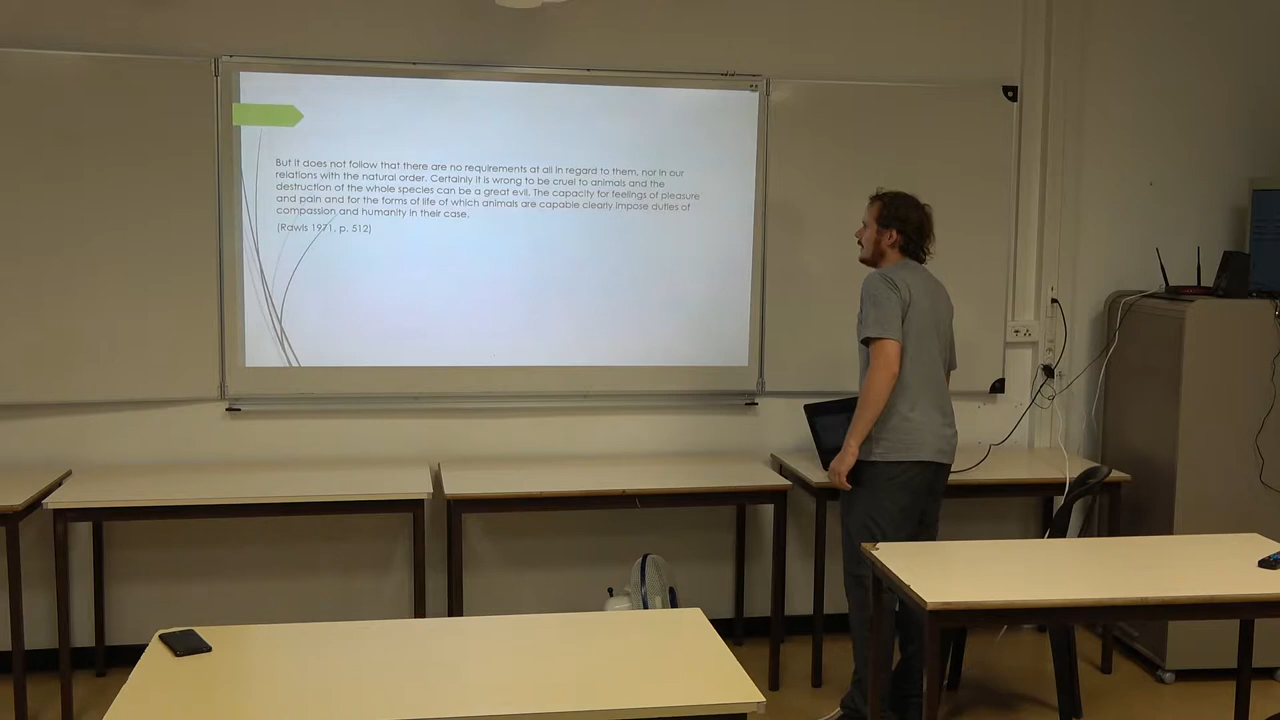 But it does not follow that there are no requirements at all in regard to them, nor in our
relations with the natural order. Certainly it is wrong to be cruel to animals and the
destruction of the whole species can be a great evil. The capacity for feelings of pleasure
and pain and for the forms of life of which animals are capable clearly impose duties of
compassion and humanity in their case.
(Rawls 1971, p. 512)